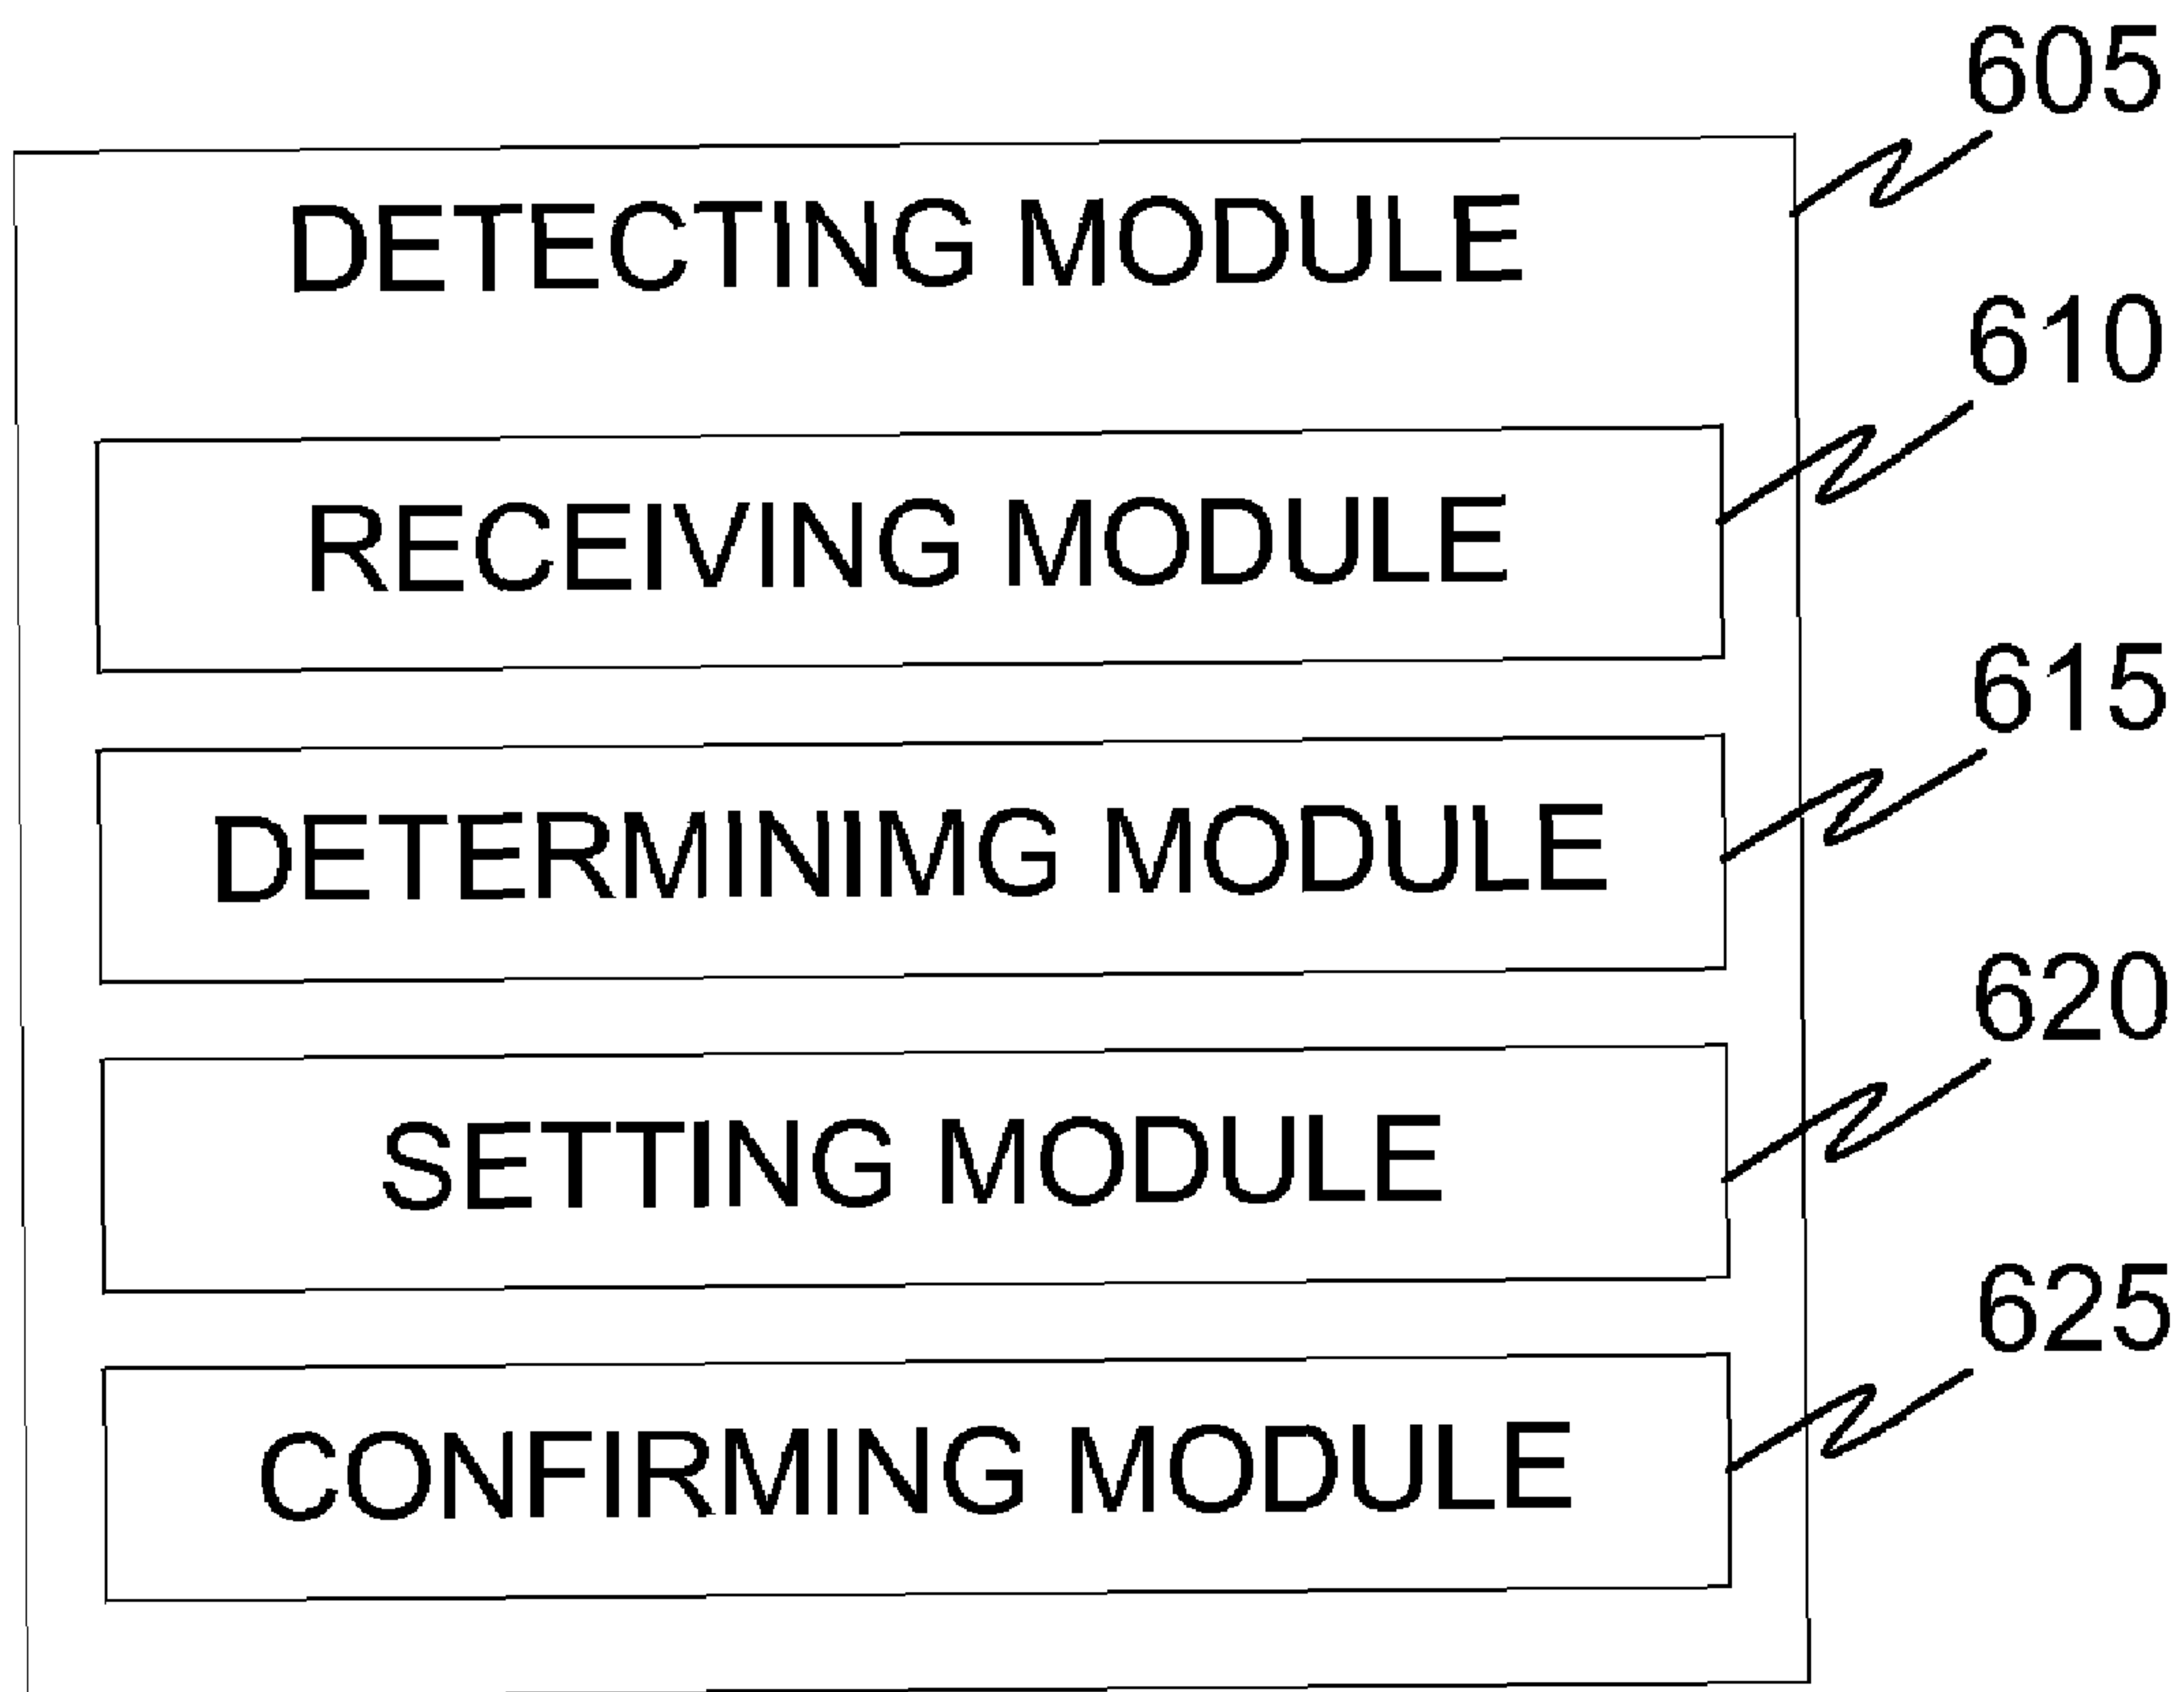 605
DETECTING MODULE
610
RECEIVING MODULE
615
DETERMINIMG MODULE
620
SETTING MODULE
625
CONFIRMING MODULE